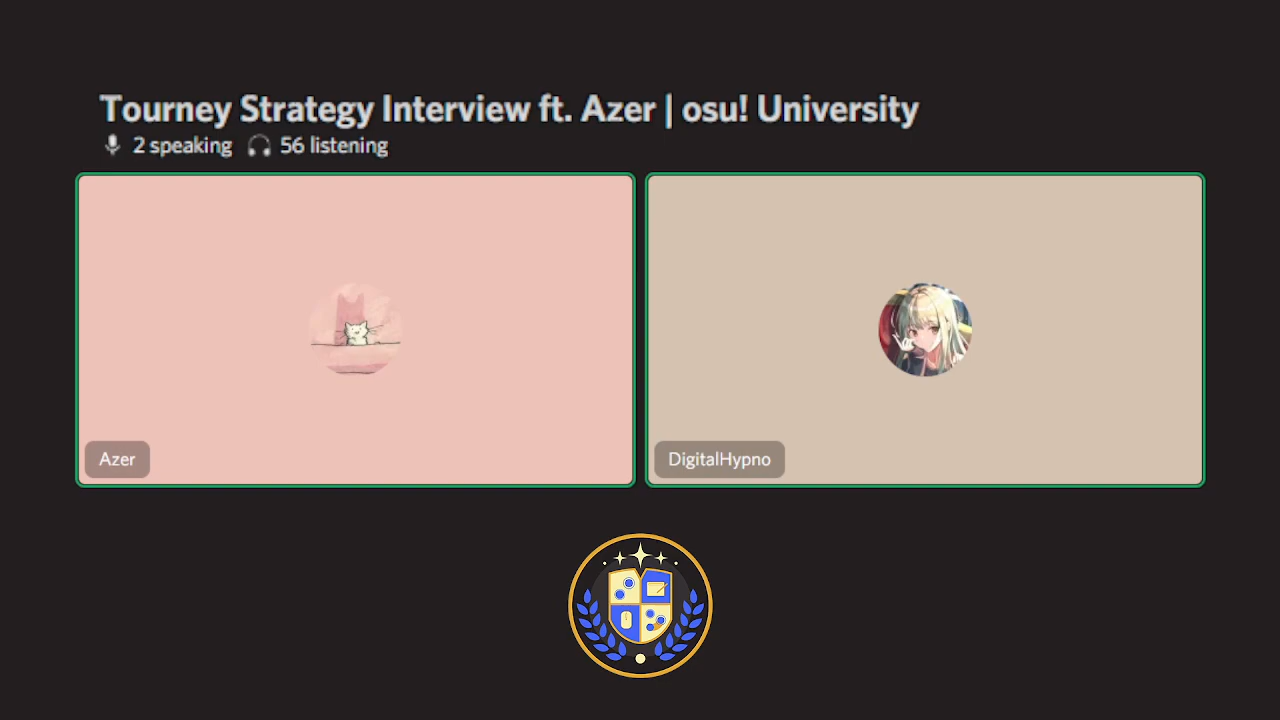 Tourney Strategy Interview ft. Azer | osu! University
2 speaking 56 listening
Azer
DigitalHypno